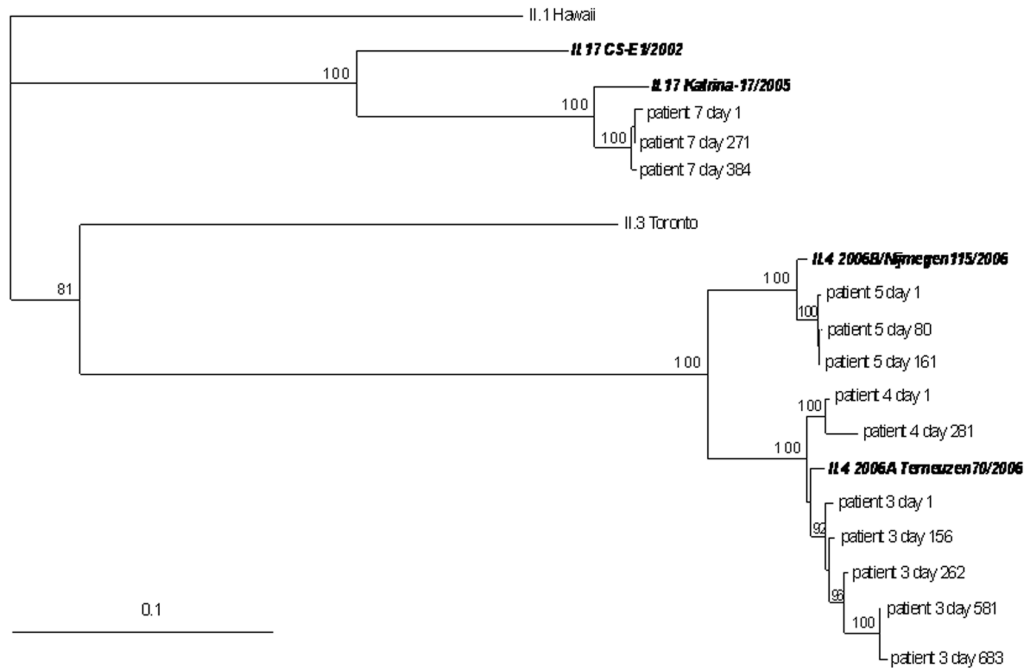 II.1 Hawaii
II.17 CS-E1/2002
100
II.17 Katrina-17/2005
100
patient 7 day 1
100
patient 7 day 271
patient 7 day 384
II.3 Toronto
II.4 2006B/Nijmegen115/2006
100
81
patient 5 day 1
100
patient 5 day 80
patient 5 day 161
100
patient 4 day 1
100
patient 4 day 281
100
II.4 2006A Terneuzen70/2006
patient 3 day 1
92
patient 3 day 156
patient 3 day 262
96
0.1
patient 3 day 581
100
patient 3 day 683